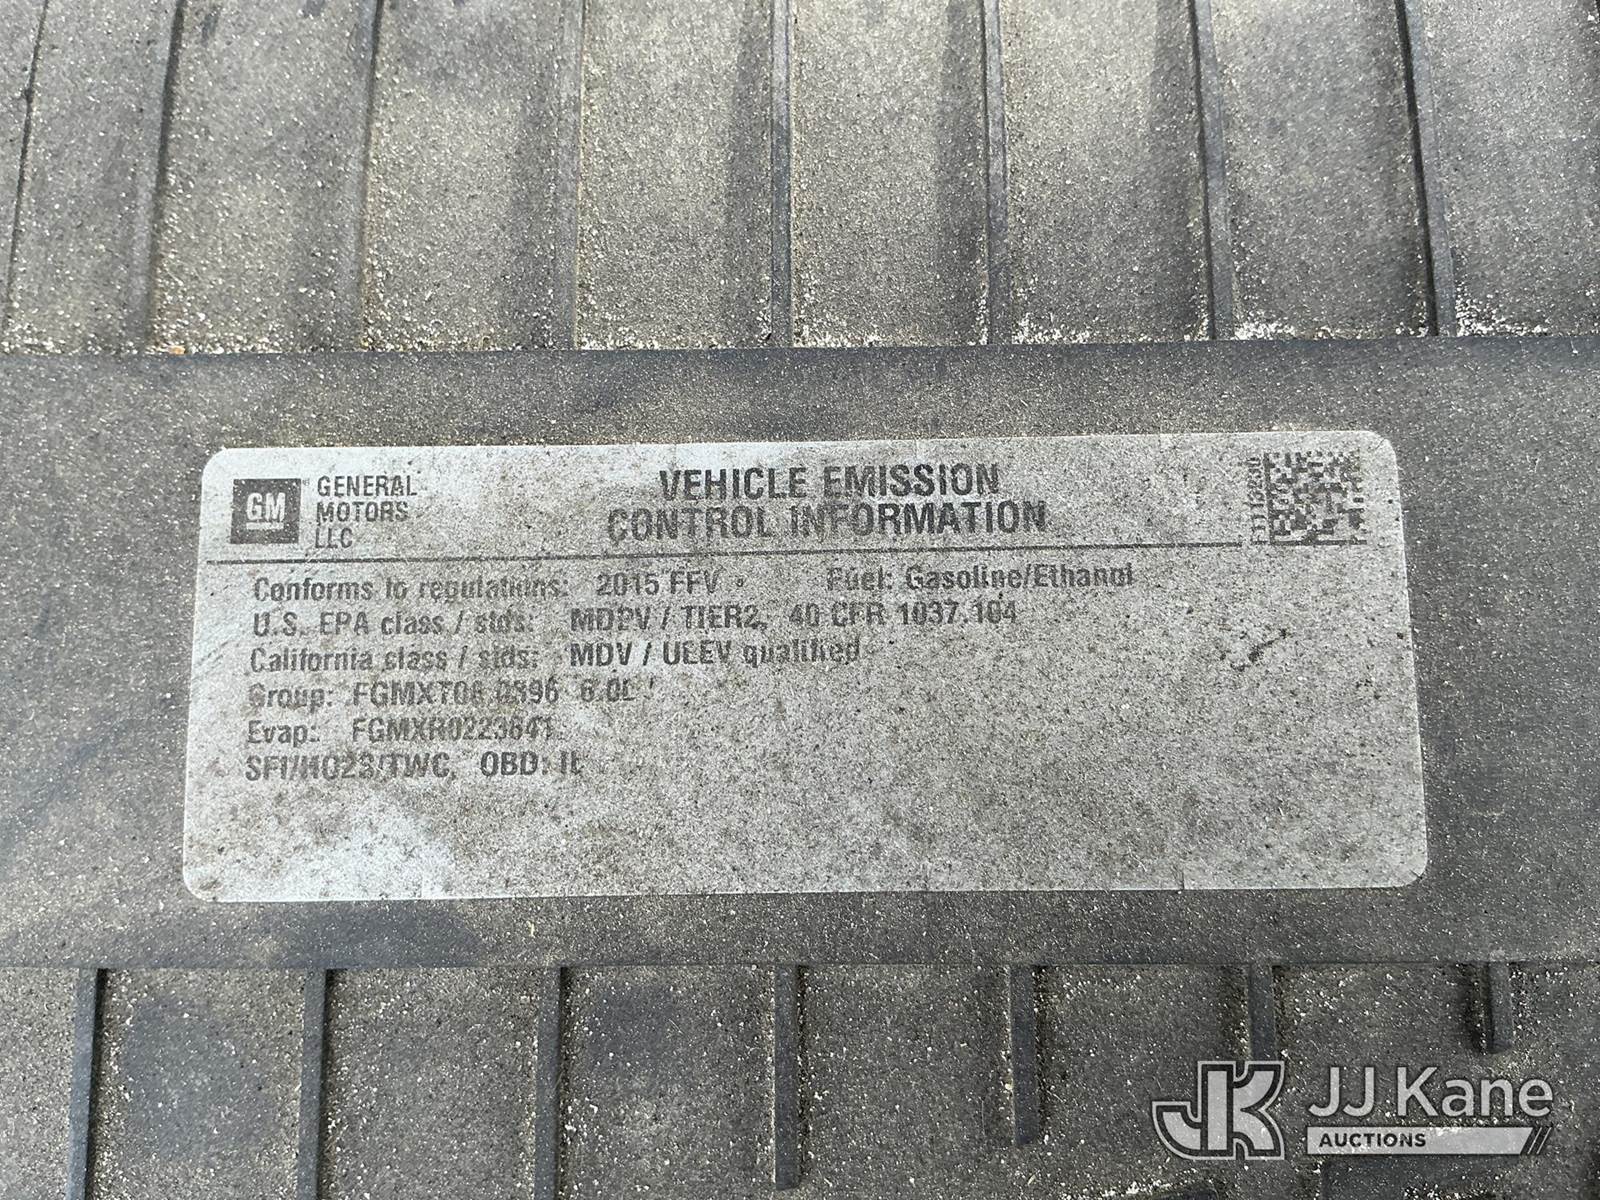 GM GENERAL MOTORS LLC
VEHICLE EMISSION
CONTROL INFORMATION
Conforms to regulations: 2015 FFV Fuel: Gasoline/Ethanol
U.S. EPA class / stds: MDPV / TIER2, 40 CFR 1037.104
California class / stds: MDV / ULEV qualified
Group: FGMXT06.0396 6.0L
Evap: FGMXR0223841
SFI/HO2S/TWC, OBD: II
JK JJ Kane
AUCTIONS